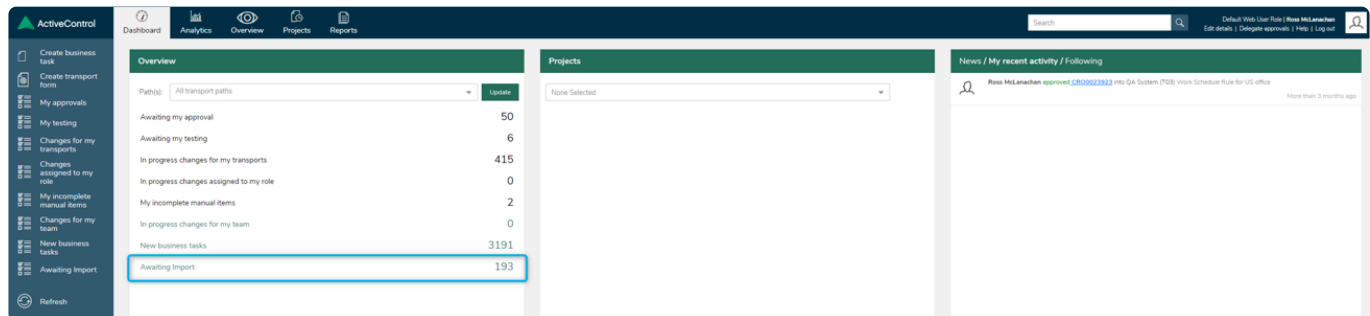 ActiveControl
Dashboard
Analytics
Overview
Projects
Reports
Search
Default Web User Role | Ross McLanachan
Edit details | Delegate approvals | Help | Log out
Create business
task
Create transport
form
My approvals
My testing
Changes for my
transports
Changes
assigned to my
role
My incomplete
manual items
Changes for my
team
New business
tasks
Awaiting Import
Refresh
Overview
Path(s): All transport paths Update
Awaiting my approval 50
Awaiting my testing 6
In progress changes for my transports 415
In progress changes assigned to my role 0
My incomplete manual items 2
In progress changes for my team 0
New business tasks 3191
Awaiting Import 193
Projects
None Selected
News / My recent activity / Following
Ross McLanachan approved CR00023923 into QA System (T03) Work Schedule Rule for US office
More than 3 months ago